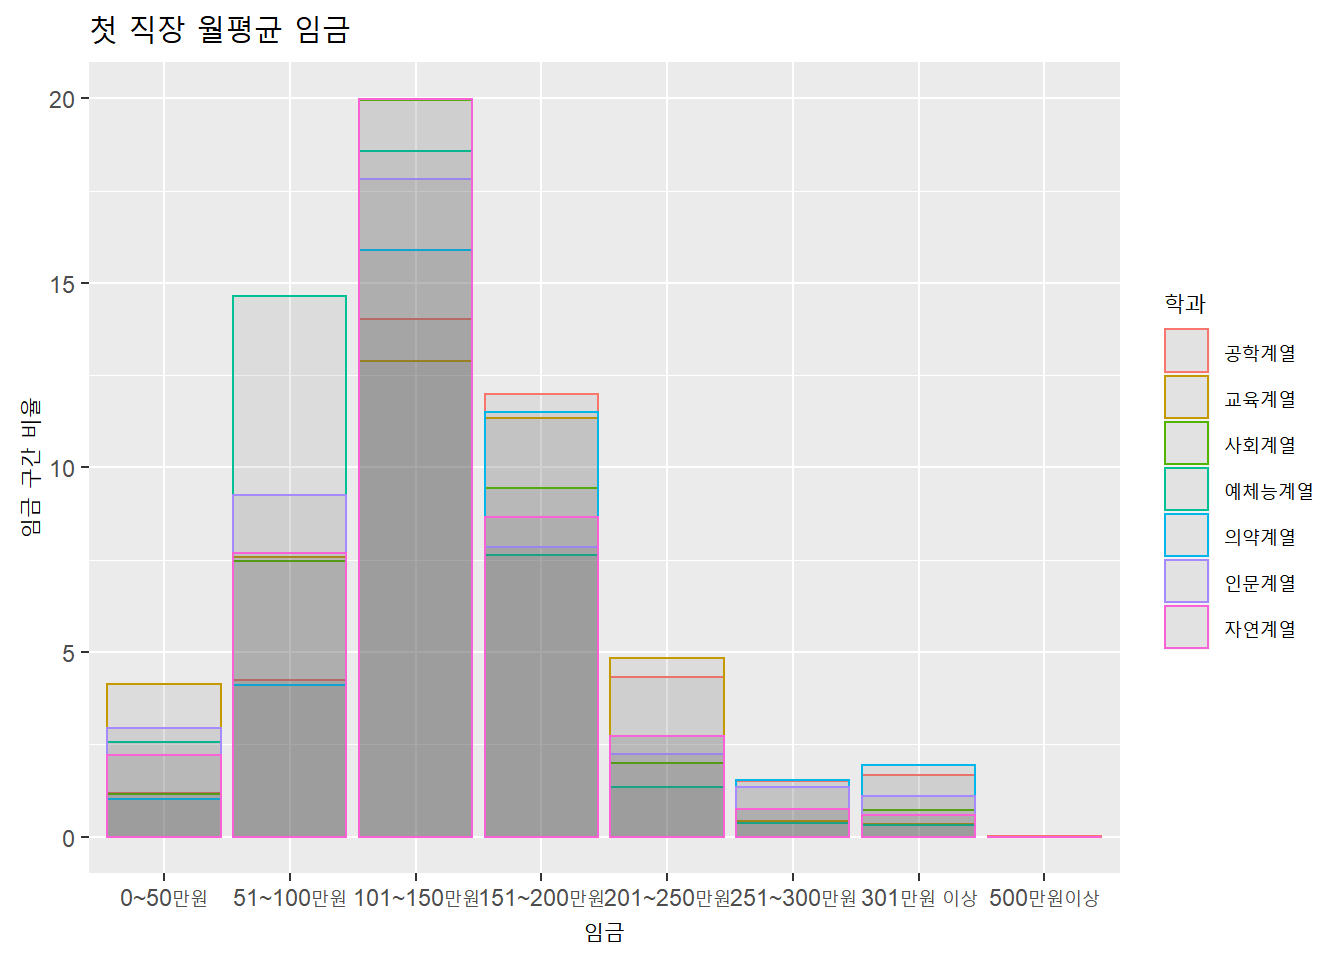 첫 직장 월평균 임금
임금 구간 비율
20
15
10
5
0
0~50만원 51~100만원 101~150만원 151~200만원 201~250만원 251~300만원 301만원 이상 500만원이상
임금
학과
공학계열
교육계열
사회계열
예체능계열
의약계열
인문계열
자연계열